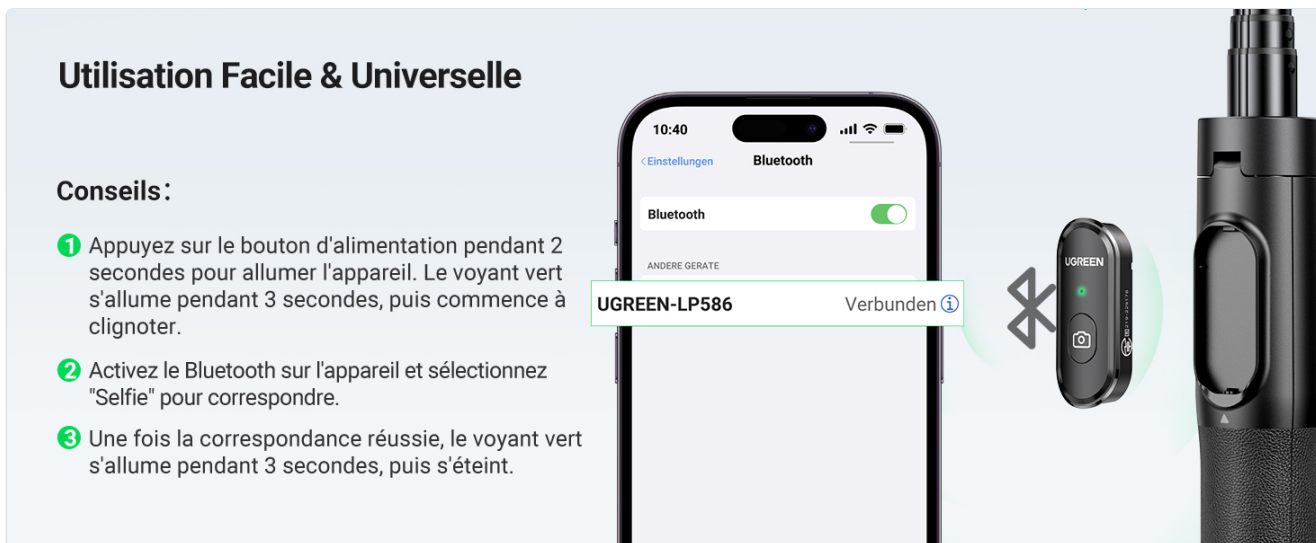 Utilisation Facile & Universelle
Conseils:
1 Appuyez sur le bouton d'alimentation pendant 2
secondes pour allumer l'appareil. Le voyant vert
s'allume pendant 3 secondes, puis commence à
clignoter.
2 Activez le Bluetooth sur l'appareil et sélectionnez
"Selfie" pour correspondre.
3 Une fois la correspondance réussie, le voyant vert
s'allume pendant 3 secondes, puis s'éteint.
10:40
<Einstellungen Bluetooth
Bluetooth
ANDERE GERATE
UGREEN-LP586 Verbunden
UGREEN